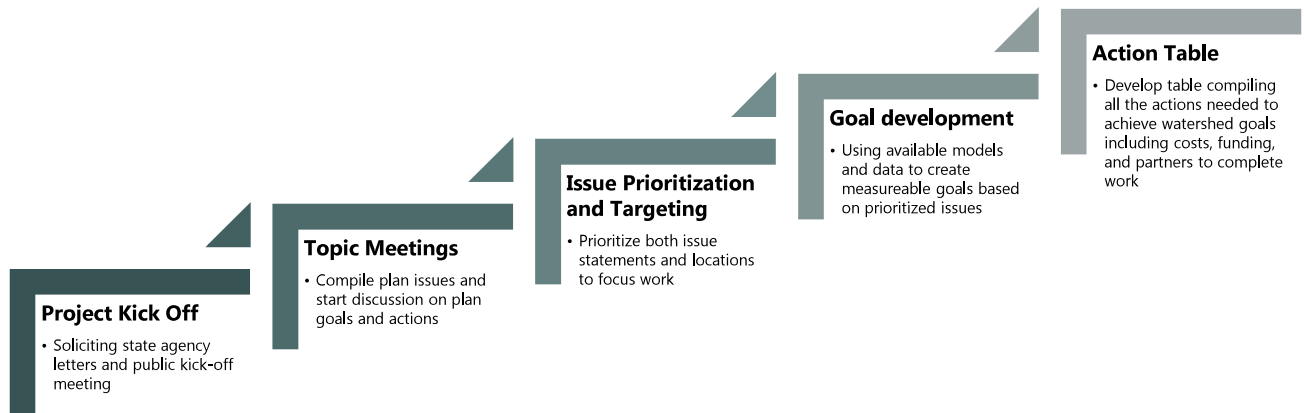 Project Kick Off
• Soliciting state agency
letters and public kick-off
meeting
Topic Meetings
• Compile plan issues and
start discussion on plan
goals and actions
Issue Prioritization
and Targeting
• Prioritize both issue
statements and locations
to focus work
Goal development
• Using available models
and data to create
measureable goals based
on prioritized issues
Action Table
• Develop table compiling
all the actions needed to
achieve watershed goals
including costs, funding,
and partners to complete
work